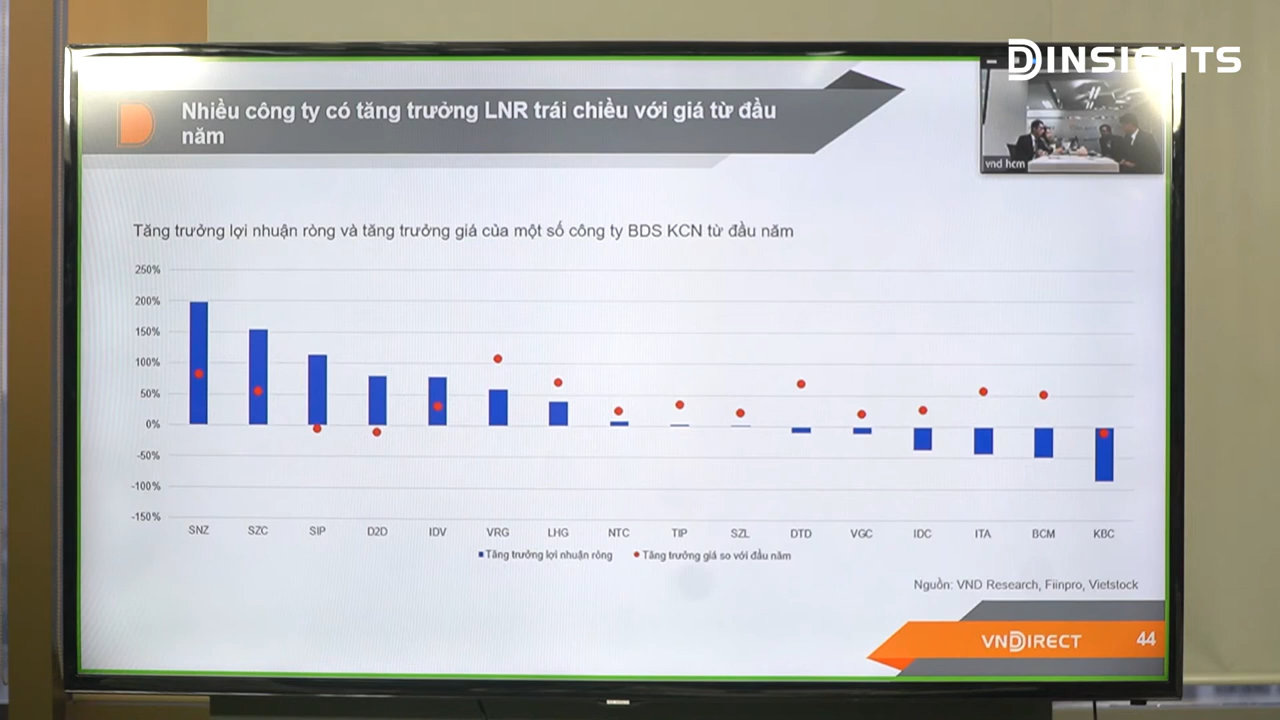 DINSIGHTS
Nhiều công ty có tăng trưởng LNR trái chiều với giá từ đầu
năm
vnd hcm
Tăng trưởng lợi nhuận ròng và tăng trưởng giá của một số công ty BDS KCN từ đầu năm
250%
200%
150%
100%
50%
0%
-50%
-100%
-150%
SNZ SZC SIP D2D IDV VRG LHG NTC TIP SZL DTD VGC IDC ITA BCM KBC
Tăng trưởng lợi nhuận ròng Tăng trưởng giá so với đầu năm
Nguồn: VND Research, Fiinpro, Vietstock
VNDIRECT 44